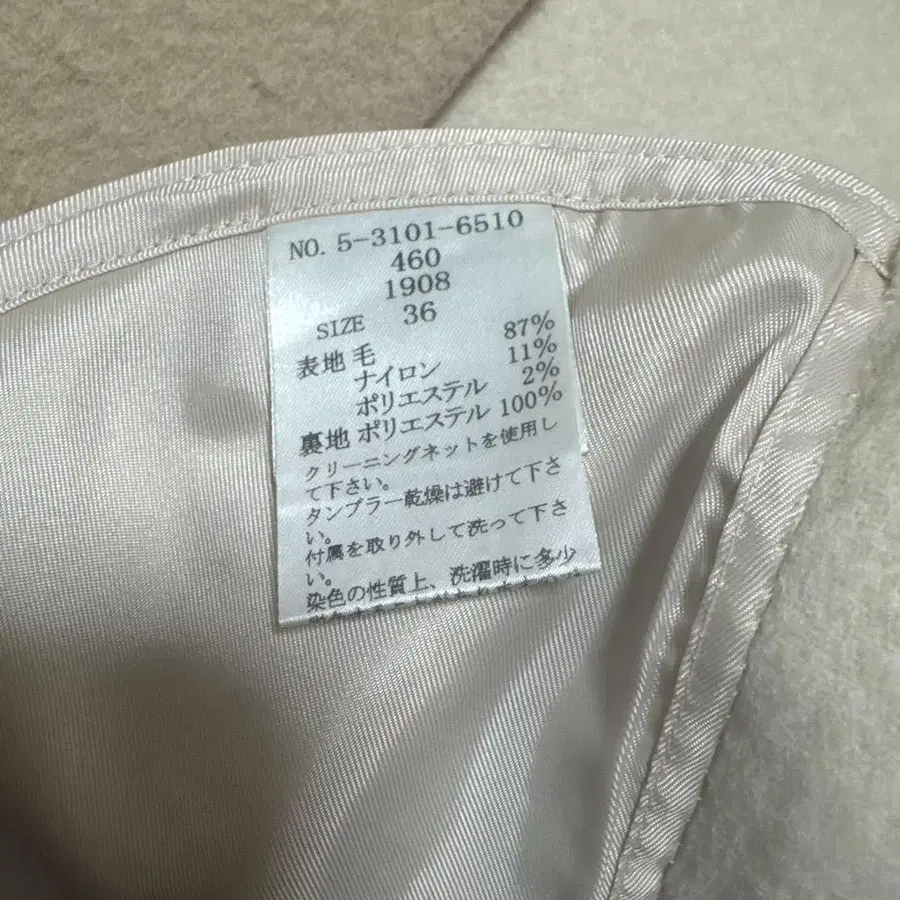 NO. 5-3101-6510
460
1908
SIZE 36
表地 毛 87%
ナイロン 11%
ポリエステル 2%
裏地 ポリエステル 100%
クリーニングネットを使用し
て下さい。
タンブラー乾燥は避けて下さ
い。
付属を取り外して洗って下さ
い。
染色の性質上、洗濯時に多少